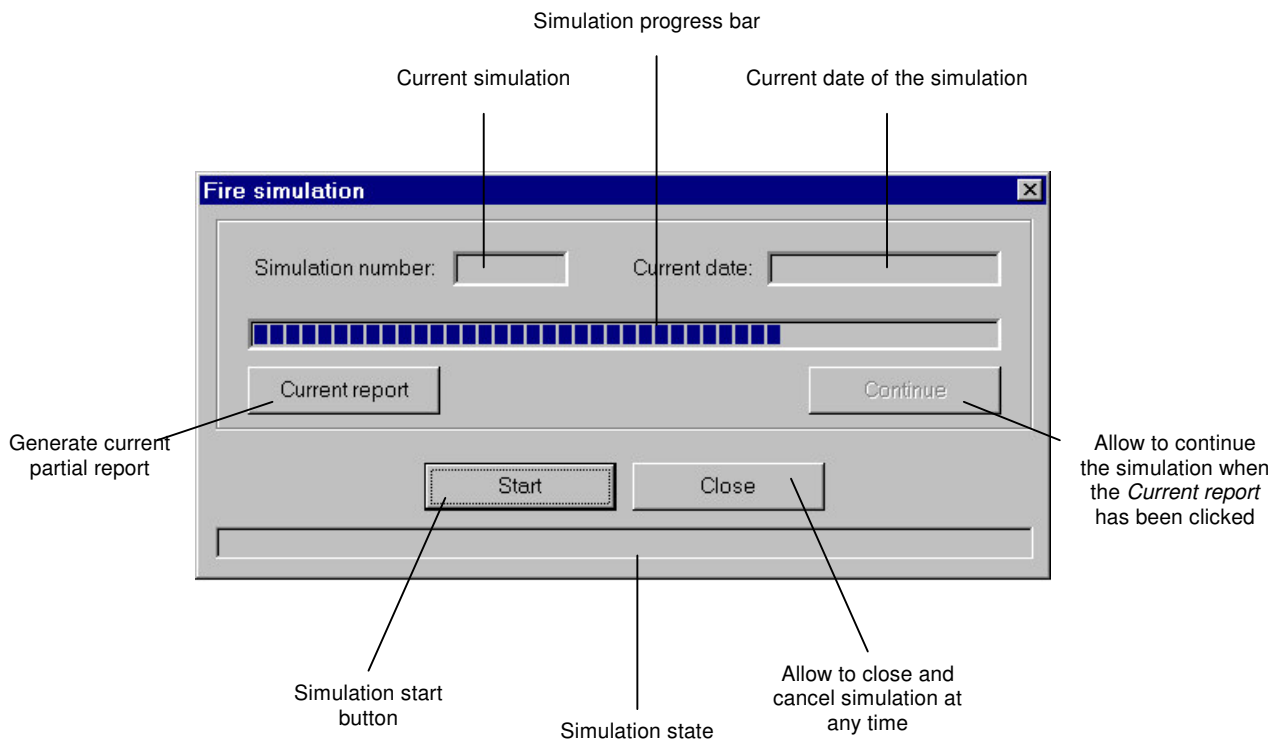 Simulation progress bar
Current simulation
Current date of the simulation
Fire simulation
Simulation number:
Current date:
Current report
Continue
Generate current
partial report
Allow to continue
the simulation when
the Current report
has been clicked
Start
Close
Simulation start
button
Simulation state
Allow to close and
cancel simulation at
any time